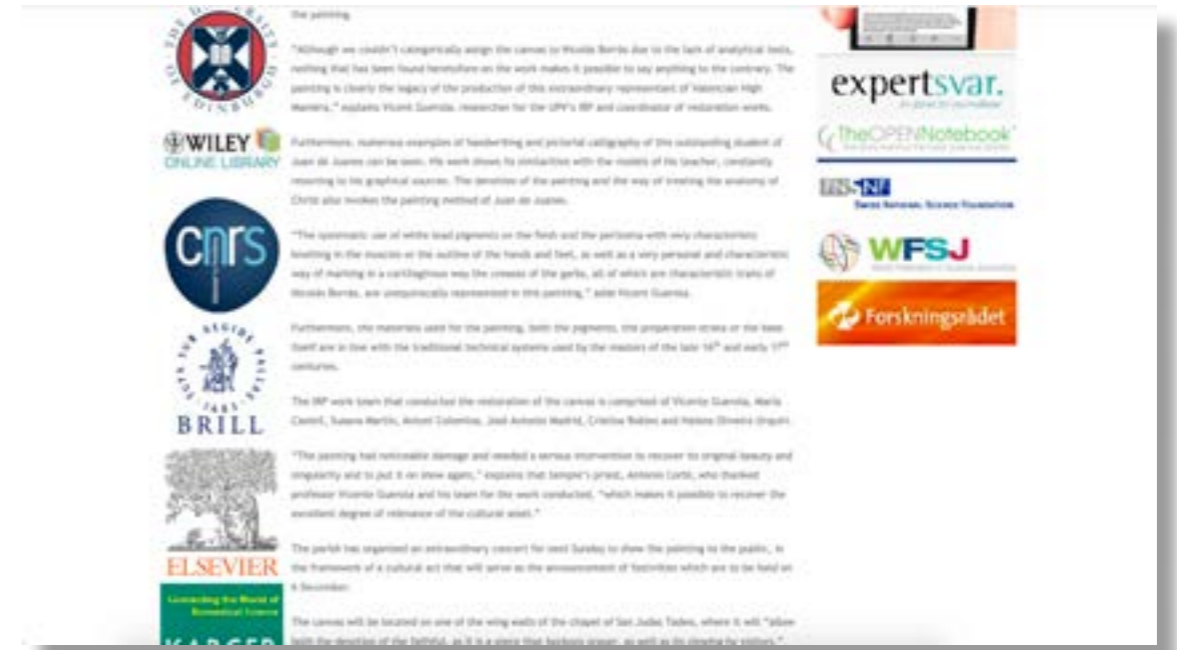 the painting.
"Although we couldn't categorically assign the canvas to Nicolás Borrás due to the lack of analytical tests,
nothing that has been found heretofore on the work makes it possible to say anything to the contrary. The
painting is clearly the legacy of the production of this extraordinary representant of Valencian High
explains Vicent Guerola, researcher for the UPV's IRP and coordinator of restoration works.
Furthermore, numerous examples of handwriting and pictorial calligraphy of the outstanding student of
Juan de Juanes can be seen. His work shows its similarities with the models of his teacher, constantly
resorting to his graphical sources. The denoties of the painting and the way of treating the anatomy of
Christ also invokes the painting method of Juan de Juanes.
"The systematic use of white lead pigments on the flesh and the perizoma with very characteristic
knotting in the muscles or the outline of the hands and feet, as well as a very personal and characteristic
way of marking in a cartilaginous way the creases of the garbs, all of which are characteristic traits of
Nicolás Borrás, are unequivocally represented in this painting," adds Vicent Guerola.
Furthermore, the materials used for the painting, both the pigments, the preparation strata or the base
itself are in line with the traditional technical systems used by the masters of the late 16th and early 17th
centuries.
The IRP work team that conducted the restoration of the canvas is comprised of Vicente Guerola, María
Castell, Susana Martín, Antoni Colomina, José Antonio Madrid, Cristina Robles and Helena Oliveira Urquiri.
"The painting had noticeable damage and needed a serious intervention to recover its original beauty and
singularity and to put it on show again," explains that temple's priest, Antonio who thanked
professor Vicente Guerola and his team for the work conducted, "which makes it possible to recover the
excellent degree of relevance of the cultural asset."
The parish has organised an extraordinary concert for next Sunday to show the painting to the public, in
the framework of a cultural act that will serve as the announcement of festivities which are to be held on
6 December.
The canvas will be located on one of the wing walls of the chapel of San Judas Tadeo, where it will "allow
both the devotion of the faithful, as it is a piece that harbors prayer, as well as its viewing by visitors."
OF EDINBURGH
WILEY
ONLINE LIBRARY
cnrs
BRILL
ELSEVIER
Connecting the World of
Biomedical Science
KARGER
expertsvar.
TheOPENNotebook
FNSNF
SWISS NATIONAL SCIENCE FOUNDATION
WFSJ
Forskningsrådet